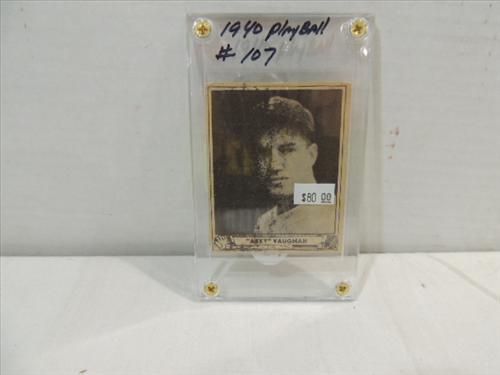 1940 Playball
# 107
$80.00
"ARKY" VAUGHAN